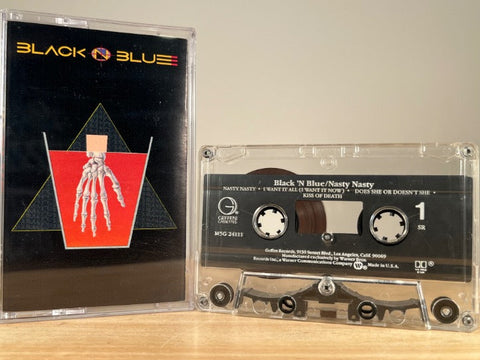 BLACK N BLUE
Black 'N Blue/Nasty Nasty
NASTY NASTY • I WANT IT ALL (I WANT IT NOW) • DOES SHE OR DOESN'T SHE •
KISS OF DEATH
GEFFEN
M5G 24111
1
SR
Geffen Records, 9130 Sunset Blvd., Los Angeles, Calif. 90069
Manufactured exclusively by Warner Bros.
Records Inc., a Warner Communications Company Made in U.S.A.